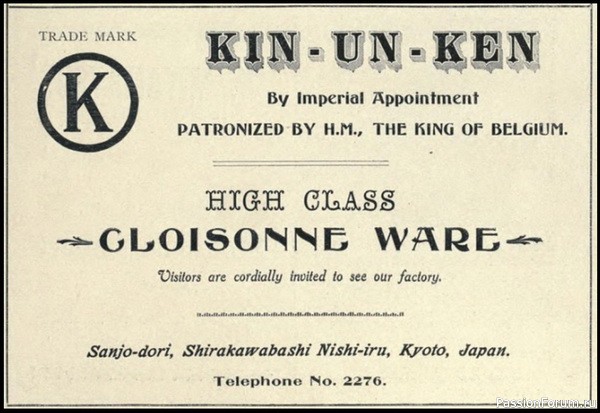 TRADE MARK
K
KIN-UN-KEN
By Imperial Appointment
PATRONIZED BY H.M., THE KING OF BELGIUM.
HIGH CLASS
CLOISONNE WARE
Visitors are cordially invited to see our factory.
Sanjo-dori, Shirakawabashi Nishi-iru, Kyoto, Japan.
Telephone No. 2276.
PassionForum.ru